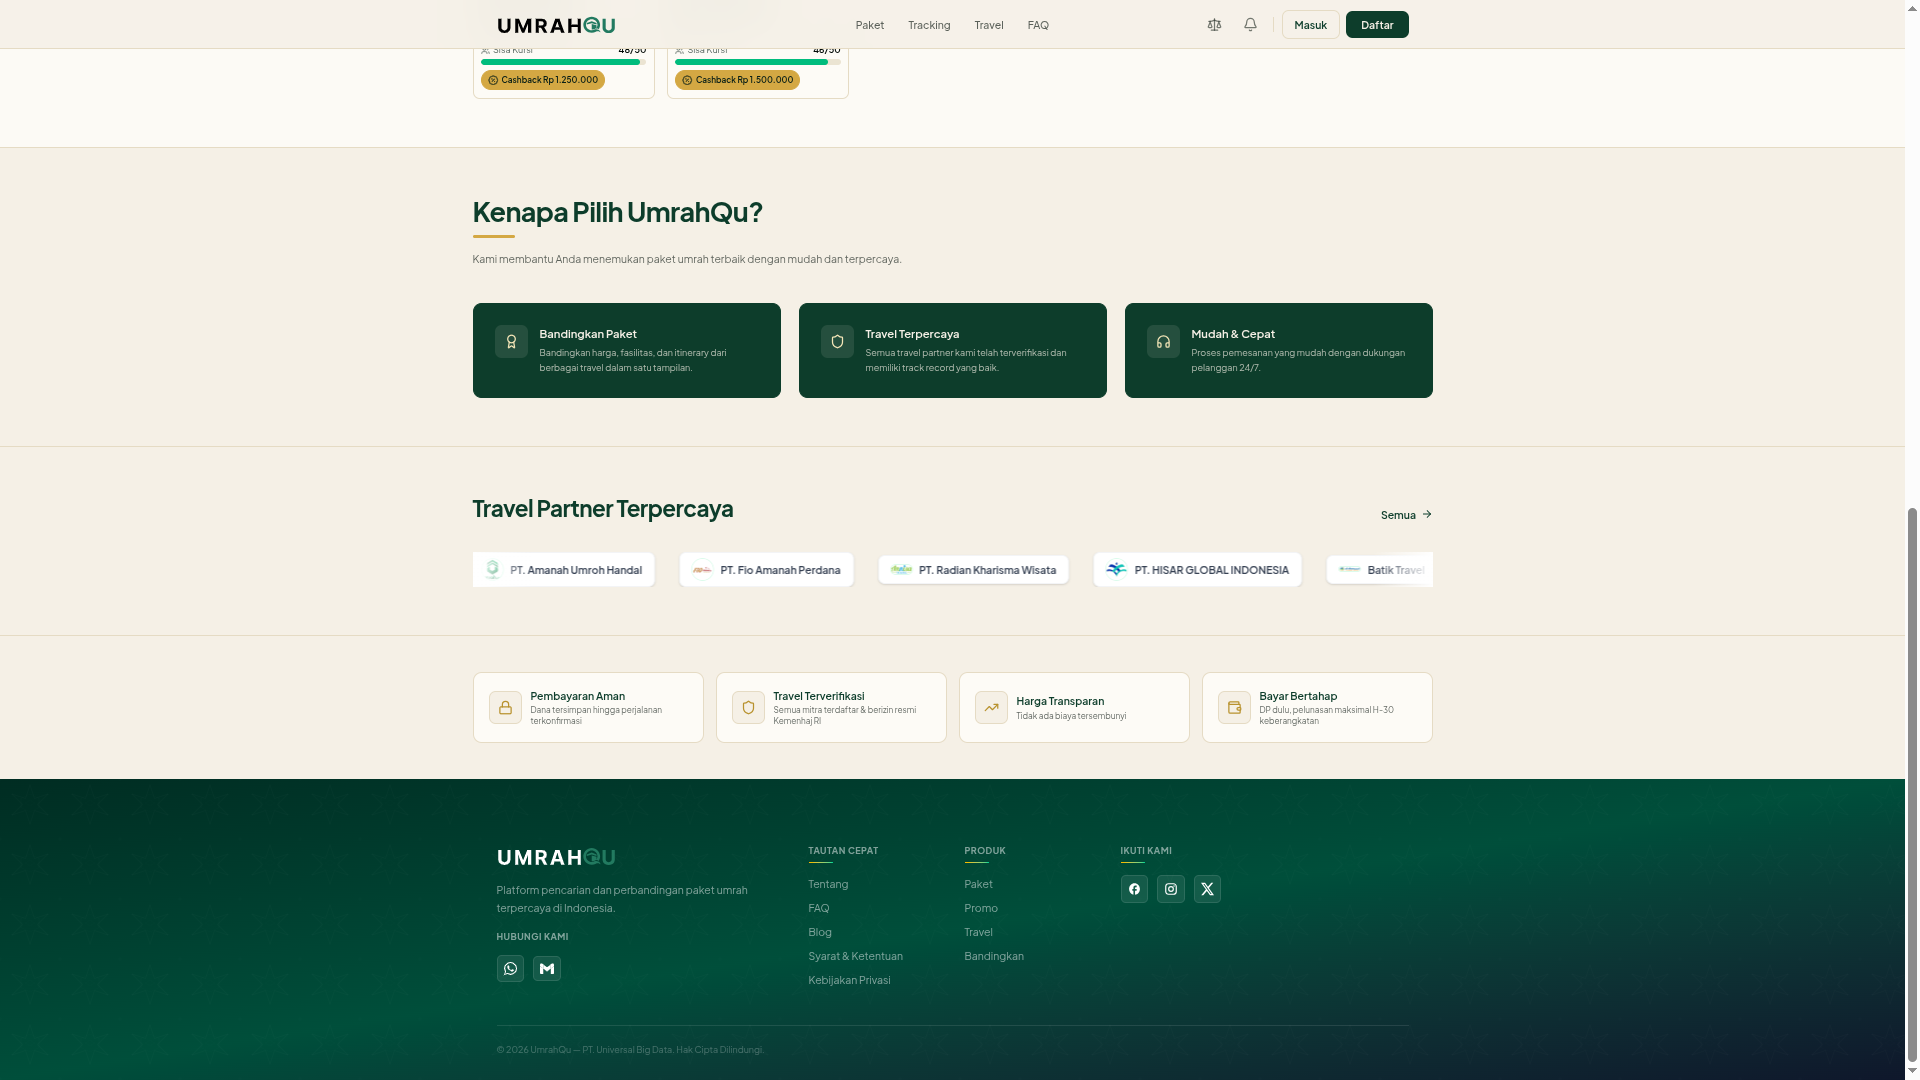 UMRAHQU
Paket
Tracking
Travel
FAQ
Masuk
Daftar
Sisa Kursi 48/50
Cashback Rp 1.250.000
Sisa Kursi 46/50
Cashback Rp 1.500.000
Kenapa Pilih UmrahQu?
Kami membantu Anda menemukan paket umrah terbaik dengan mudah dan terpercaya.
Bandingkan Paket
Bandingkan harga, fasilitas, dan itinerary dari
berbagai travel dalam satu tampilan.
Travel Terpercaya
Semua travel partner kami telah terverifikasi dan
memiliki track record yang baik.
Mudah & Cepat
Proses pemesanan yang mudah dengan dukungan
pelanggan 24/7.
Travel Partner Terpercaya
Semua
PT. Amanah Umroh Handal
PT. Fio Amanah Perdana
PT. Radian Kharisma Wisata
PT. HISAR GLOBAL INDONESIA
Batik Travel
Pembayaran Aman
Dana tersimpan hingga perjalanan
terkonfirmasi
Travel Terverifikasi
Semua mitra terdaftar & berizin resmi
Kemenhaj RI
Harga Transparan
Tidak ada biaya tersembunyi
Bayar Bertahap
DP dulu, pelunasan maksimal H-30
keberangkatan
UMRAHQU
Platform pencarian dan perbandingan paket umrah
terpercaya di Indonesia.
HUBUNGI KAMI
TAUTAN CEPAT
Tentang
FAQ
Blog
Syarat & Ketentuan
Kebijakan Privasi
PRODUK
Paket
Promo
Travel
Bandingkan
IKUTI KAMI
© 2026 UmrahQu — PT. Universal Big Data. Hak Cipta Dilindungi.